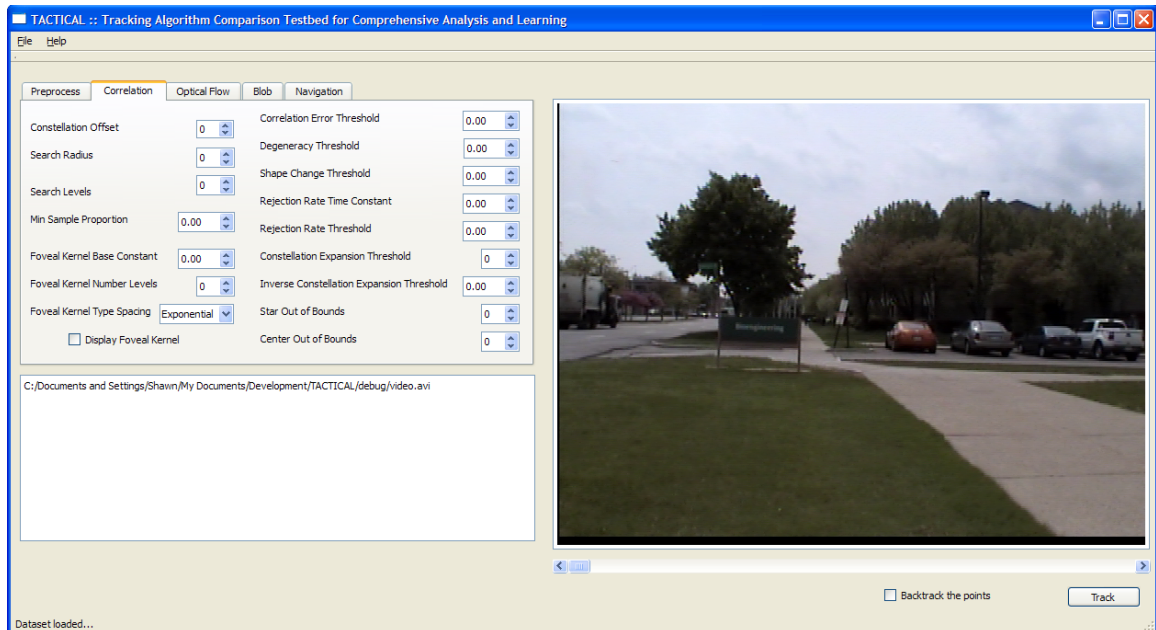 TACTICAL :: Tracking Algorithm Comparison Testbed for Comprehensive Analysis and Learning
File Help
Preprocess Correlation Optical Flow Blob Navigation
Constellation Offset 0
Search Radius 0
Search Levels 0
Min Sample Proportion 0.00
Foveal Kernel Base Constant 0.00
Foveal Kernel Number Levels 0
Foveal Kernel Type Spacing Exponential
Display Foveal Kernel
Correlation Error Threshold 0.00
Degeneracy Threshold 0.00
Shape Change Threshold 0.00
Rejection Rate Time Constant 0.00
Rejection Rate Threshold 0.00
Constellation Expansion Threshold 0
Inverse Constellation Expansion Threshold 0.00
Star Out of Bounds 0
Center Out of Bounds 0
C:/Documents and Settings/Shawn/My Documents/Development/TACTICAL/debug/video.avi
Bioengineering
Backtrack the points
Track
Dataset loaded...